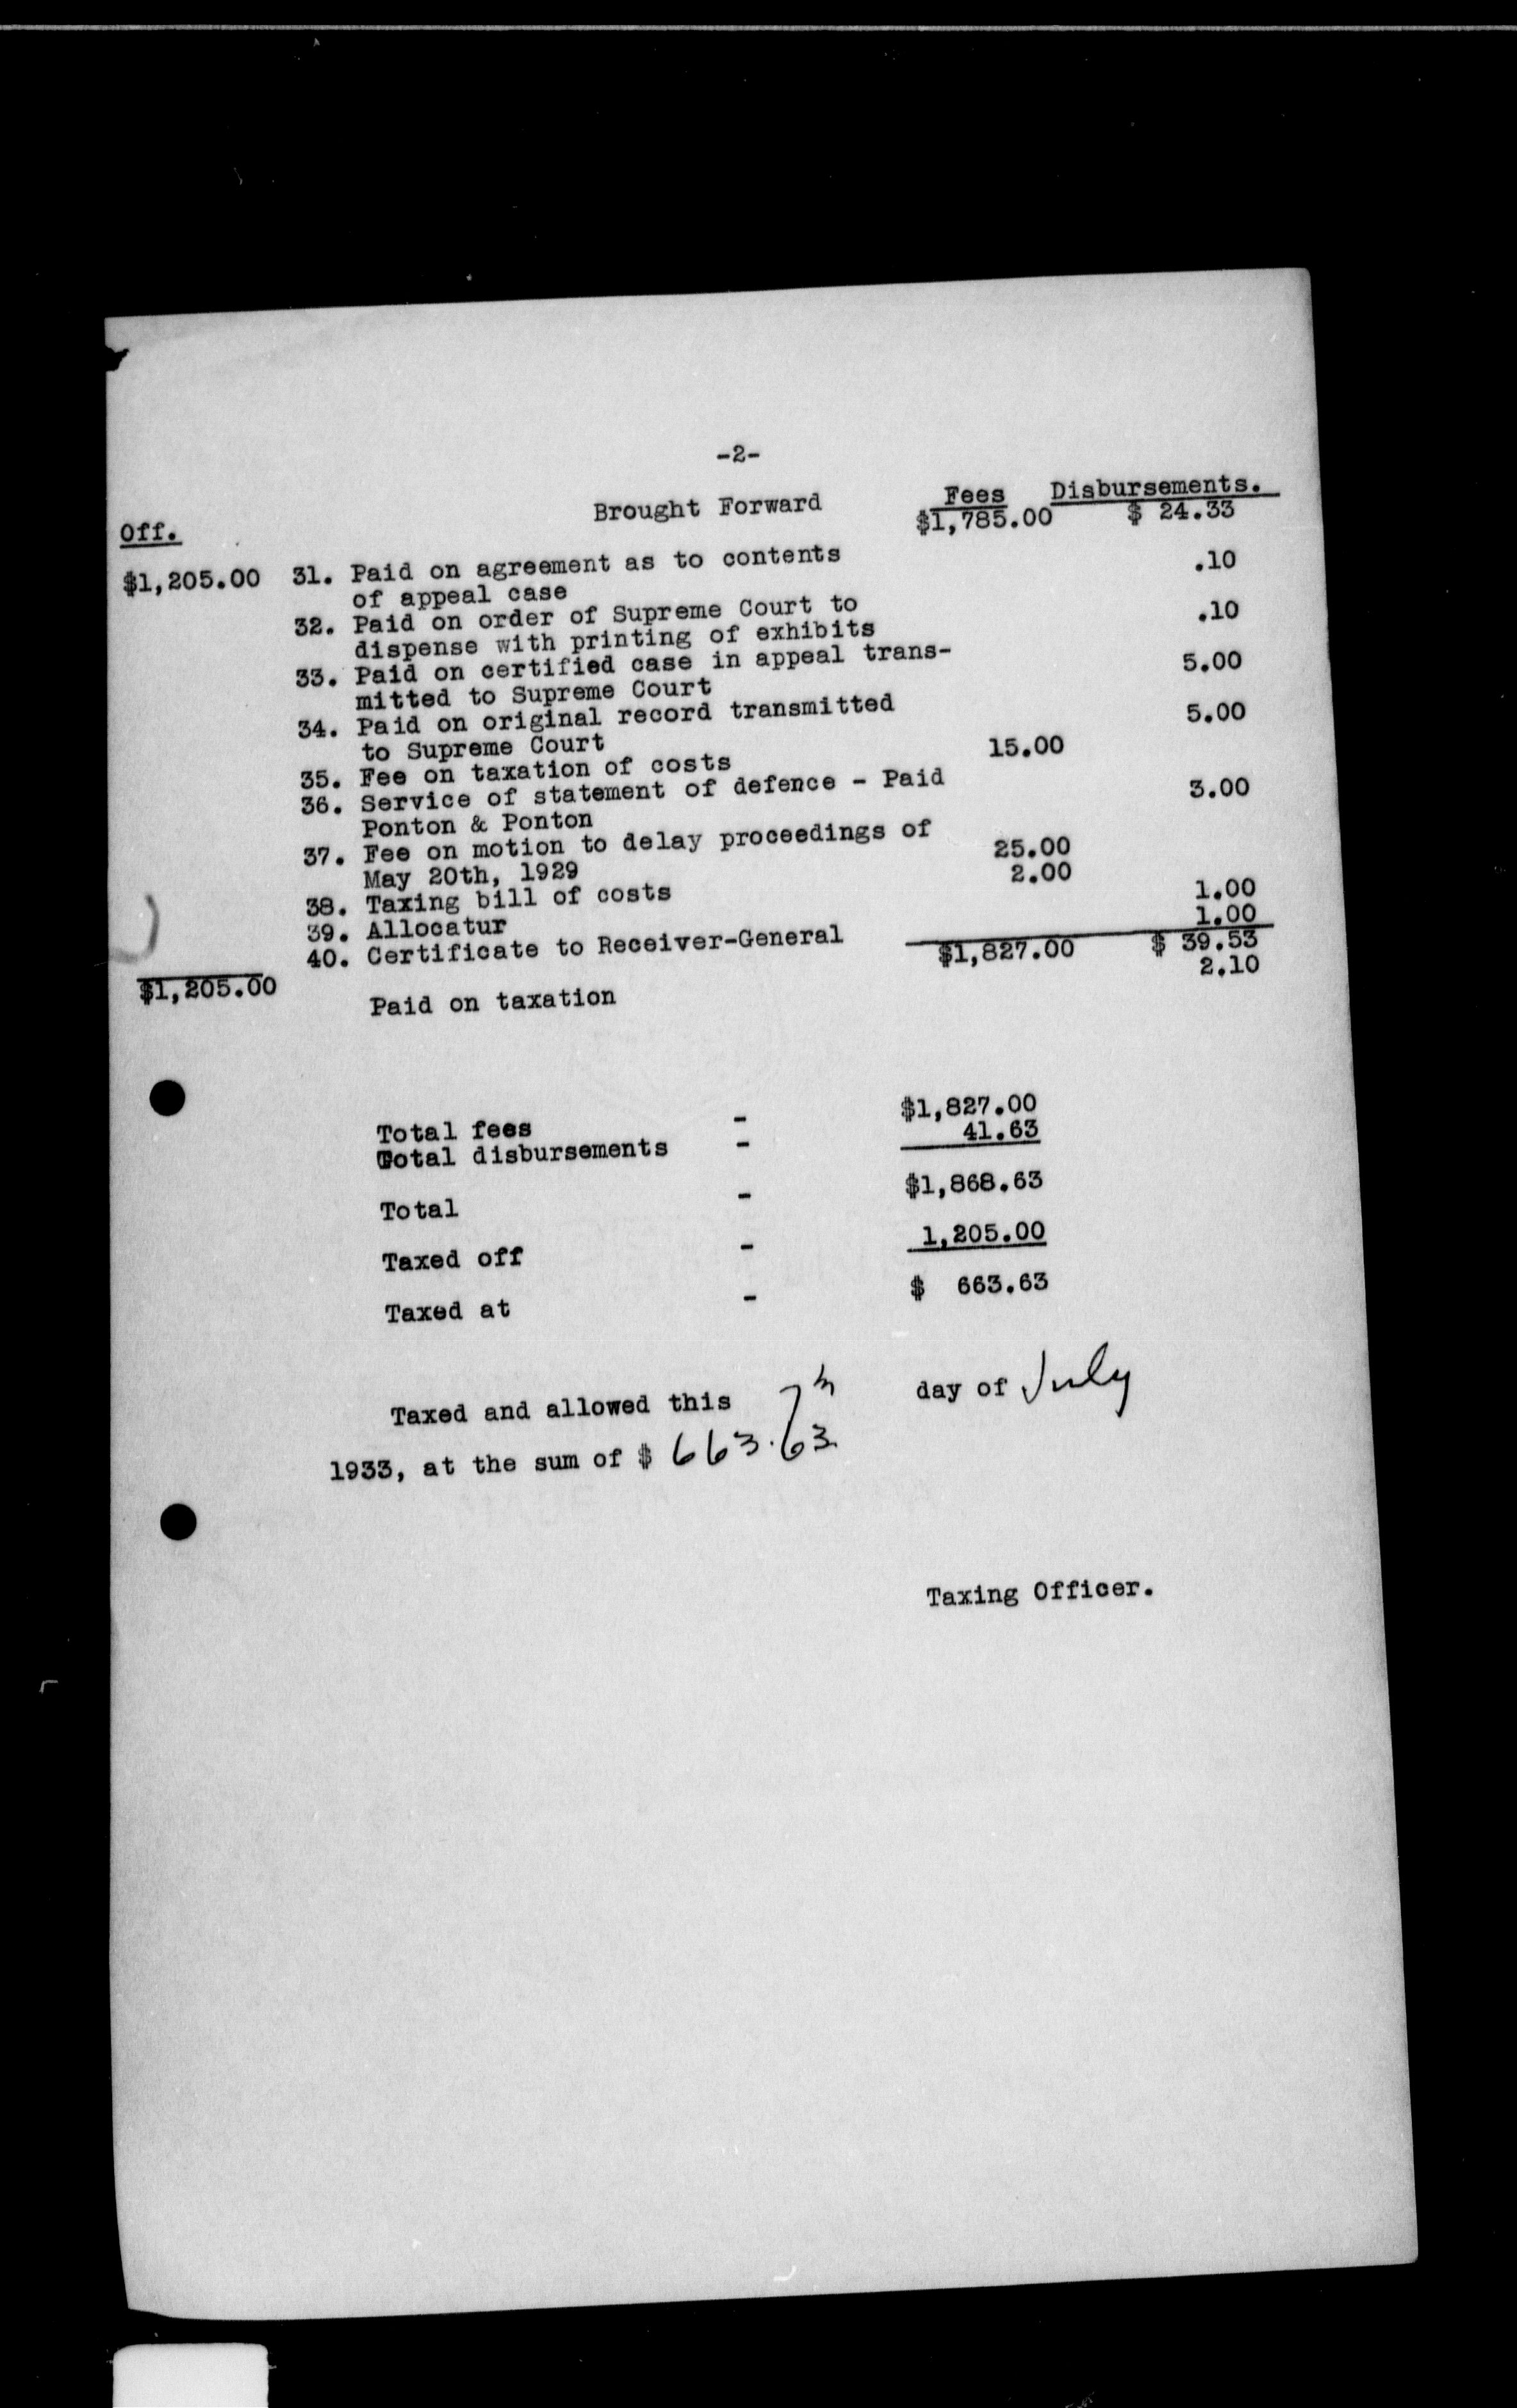 -2-
Fees Disbursements.
Off. Brought Forward $1,785.00 $ 24.33
$1,205.00 31. Paid on agreement as to contents
of appeal case .10
32. Paid on order of Supreme Court to
dispense with printing of exhibits .10
33. Paid on certified case in appeal trans-
mitted to Supreme Court 5.00
34. Paid on original record transmitted
to Supreme Court 5.00
35. Fee on taxation of costs 15.00
36. Service of statement of defence - Paid
Ponton & Ponton 3.00
37. Fee on motion to delay proceedings of
May 20th, 1929 25.00
38. Taxing bill of costs 2.00
39. Allocatur 1.00
40. Certificate to Receiver-General 1.00
$1,205.00 $1,827.00 $ 39.53
Paid on taxation 2.10
Total fees - $1,827.00
Total disbursements - 41.63
Total - $1,868.63
Taxed off - 1,205.00
Taxed at - $ 663.63
Taxed and allowed this 7th day of July
1933, at the sum of $ 663.63
Taxing Officer.